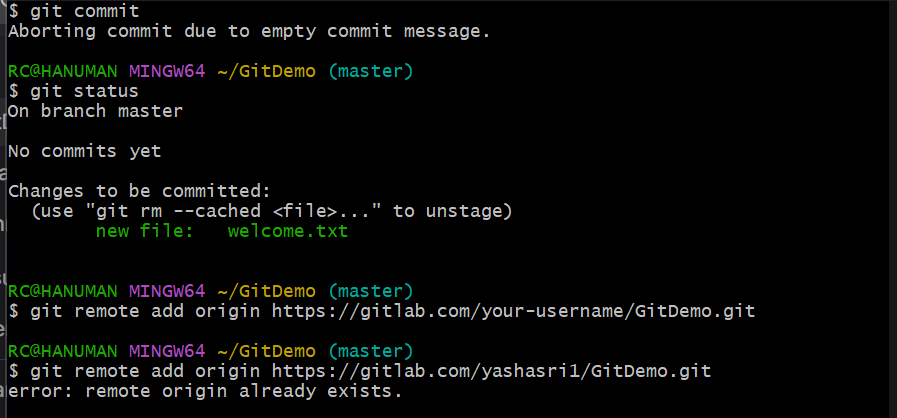 $ git commit
Aborting commit due to empty commit message.
RC@HANUMAN MINGW64 ~/GitDemo (master)
$ git status
On branch master
No commits yet
Changes to be committed:
  (use "git rm --cached <file>..." to unstage)
        new file:   welcome.txt
RC@HANUMAN MINGW64 ~/GitDemo (master)
$ git remote add origin https://gitlab.com/your-username/GitDemo.git
RC@HANUMAN MINGW64 ~/GitDemo (master)
$ git remote add origin https://gitlab.com/yashasri1/GitDemo.git
error: remote origin already exists.